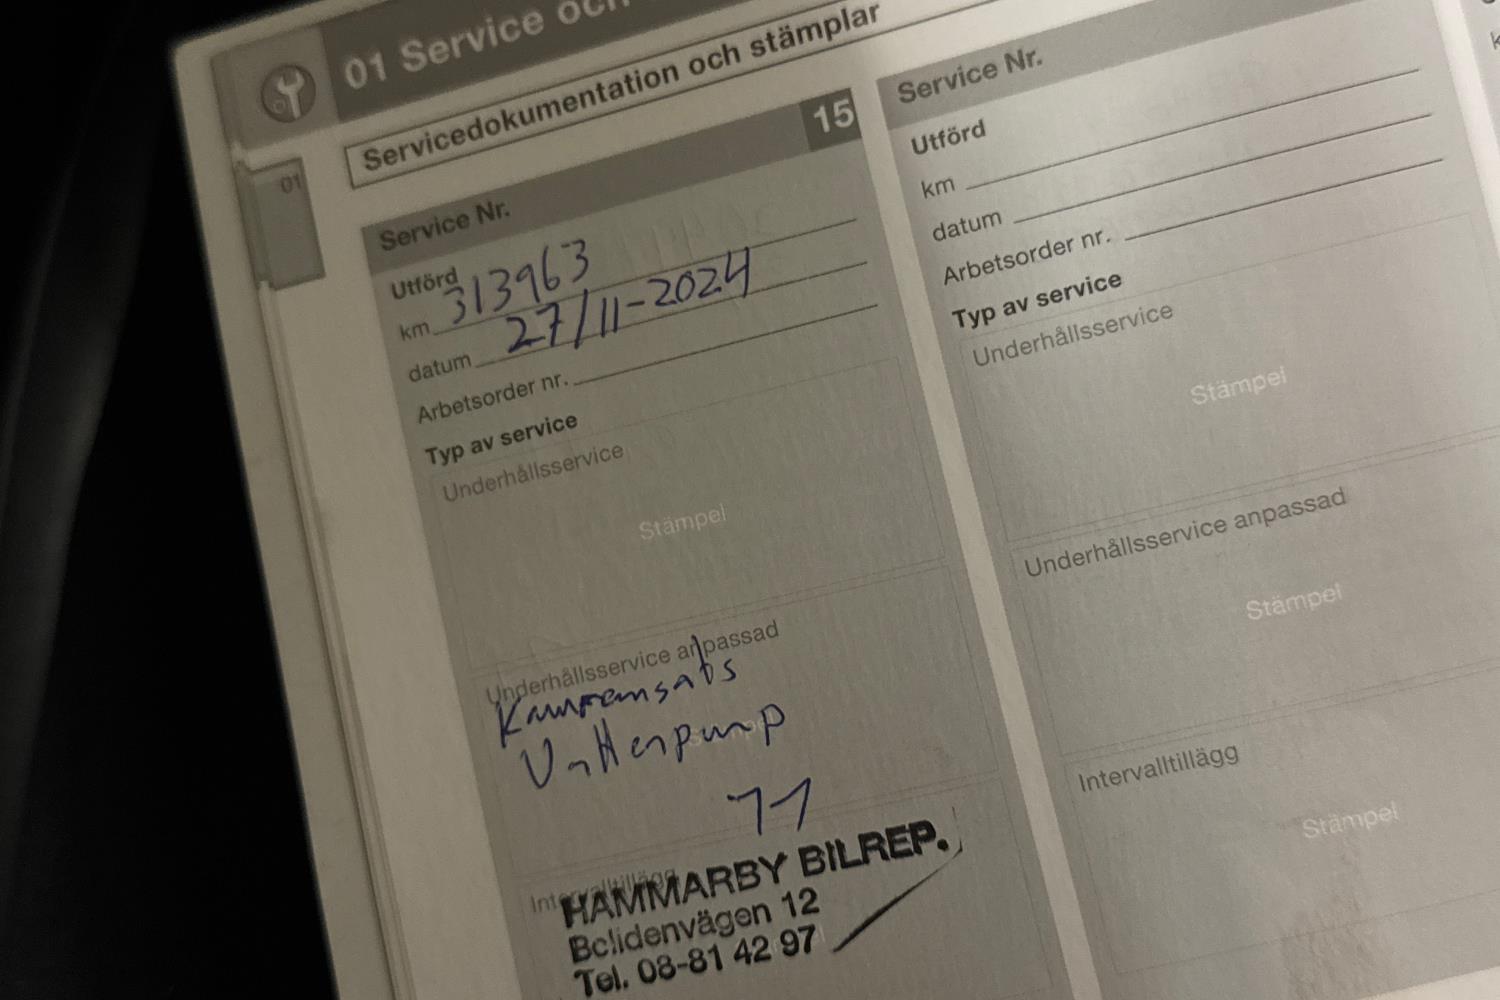 01 Service oc
Servicedokumentation och stämplar
01
15
Service Nr.
Utförd
km 313963
datum 27/11-2024
Arbetsorder nr.
Typ av service
Underhållsservice
Stämpel
Underhållsservice anpassad
Kamremsats
Vattenpump
Intervalltillägg
HAMMARBY BILREP.
Bolidenvägen 12
Tel. 08-81 42 97
Service Nr.
Utförd
km
datum
Arbetsorder nr.
Typ av service
Underhållsservice
Stämpel
Underhållsservice anpassad
Stämpel
Intervalltillägg
Stämpel